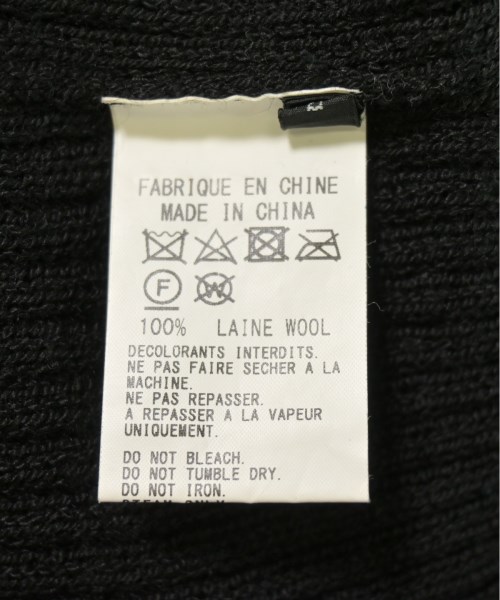 FABRIQUE EN CHINE
MADE IN CHINA
F W
100% LAINE WOOL
DECOLORANTS INTERDITS.
NE PAS FAIRE SECHER A LA
MACHINE.
NE PAS REPASSER.
A REPASSER A LA VAPEUR
UNIQUEMENT.
DO NOT BLEACH.
DO NOT TUMBLE DRY.
DO NOT IRON.